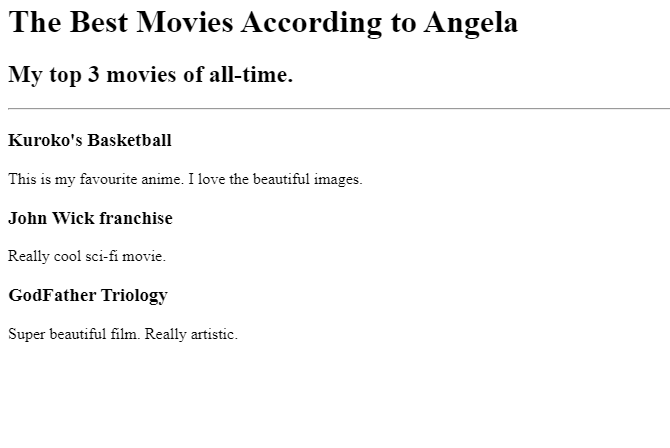 The Best Movies According to Angela
My top 3 movies of all-time.
Kuroko's Basketball
This is my favourite anime. I love the beautiful images.
John Wick franchise
Really cool sci-fi movie.
GodFather Triology
Super beautiful film. Really artistic.